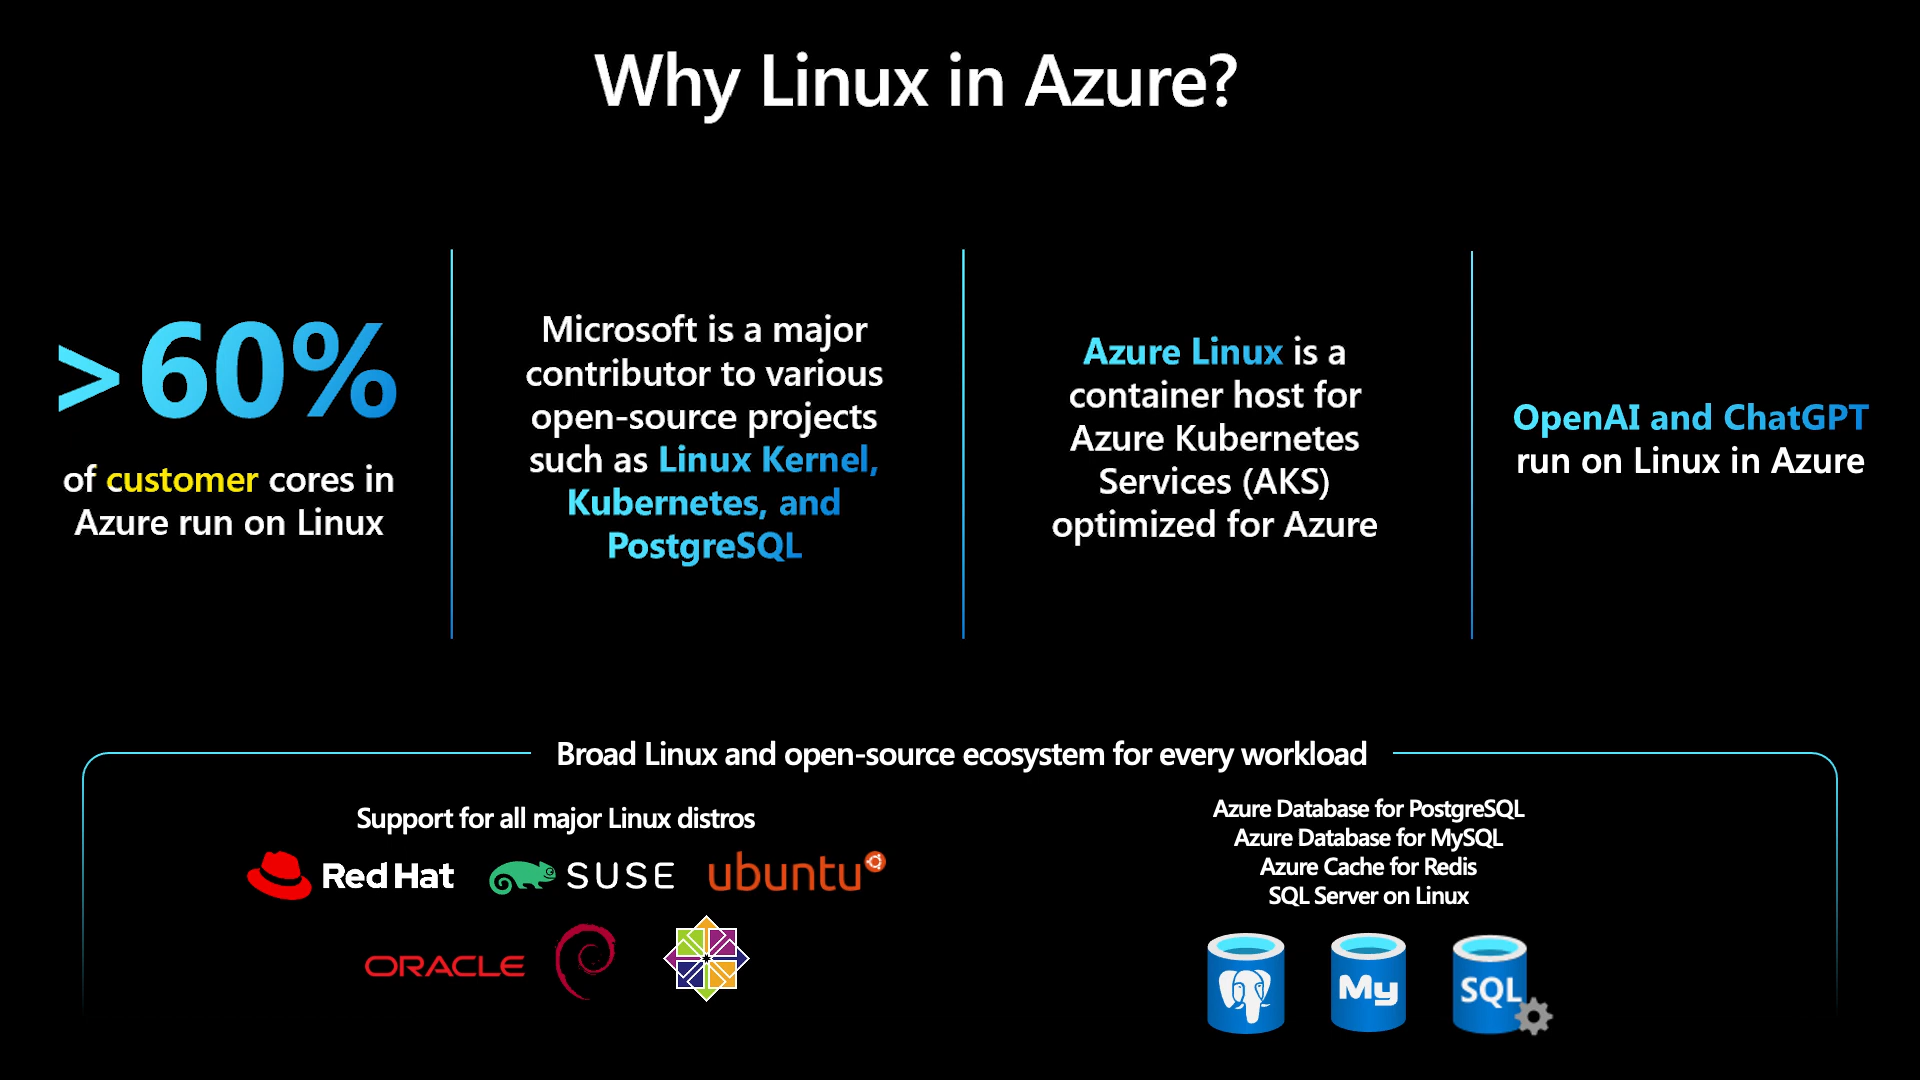 Why Linux in Azure?
>60%
of customer cores in
Azure run on Linux
Microsoft is a major
contributor to various
open-source projects
such as Linux Kernel,
Kubernetes, and
PostgreSQL
Azure Linux is a
container host for
Azure Kubernetes
Services (AKS)
optimized for Azure
OpenAI and ChatGPT
run on Linux in Azure
Broad Linux and open-source ecosystem for every workload
Support for all major Linux distros
Red Hat
SUSE
ubuntu
ORACLE
Azure Database for PostgreSQL
Azure Database for MySQL
Azure Cache for Redis
SQL Server on Linux
My
SQL